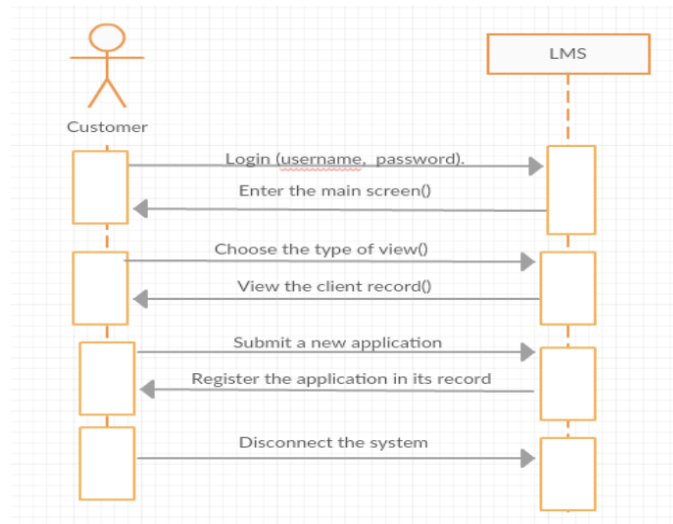 LMS
Customer
Login (username, password).
Enter the main screen()
Choose the type of view()
View the client record()
Submit a new application
Register the application in its record
Disconnect the system